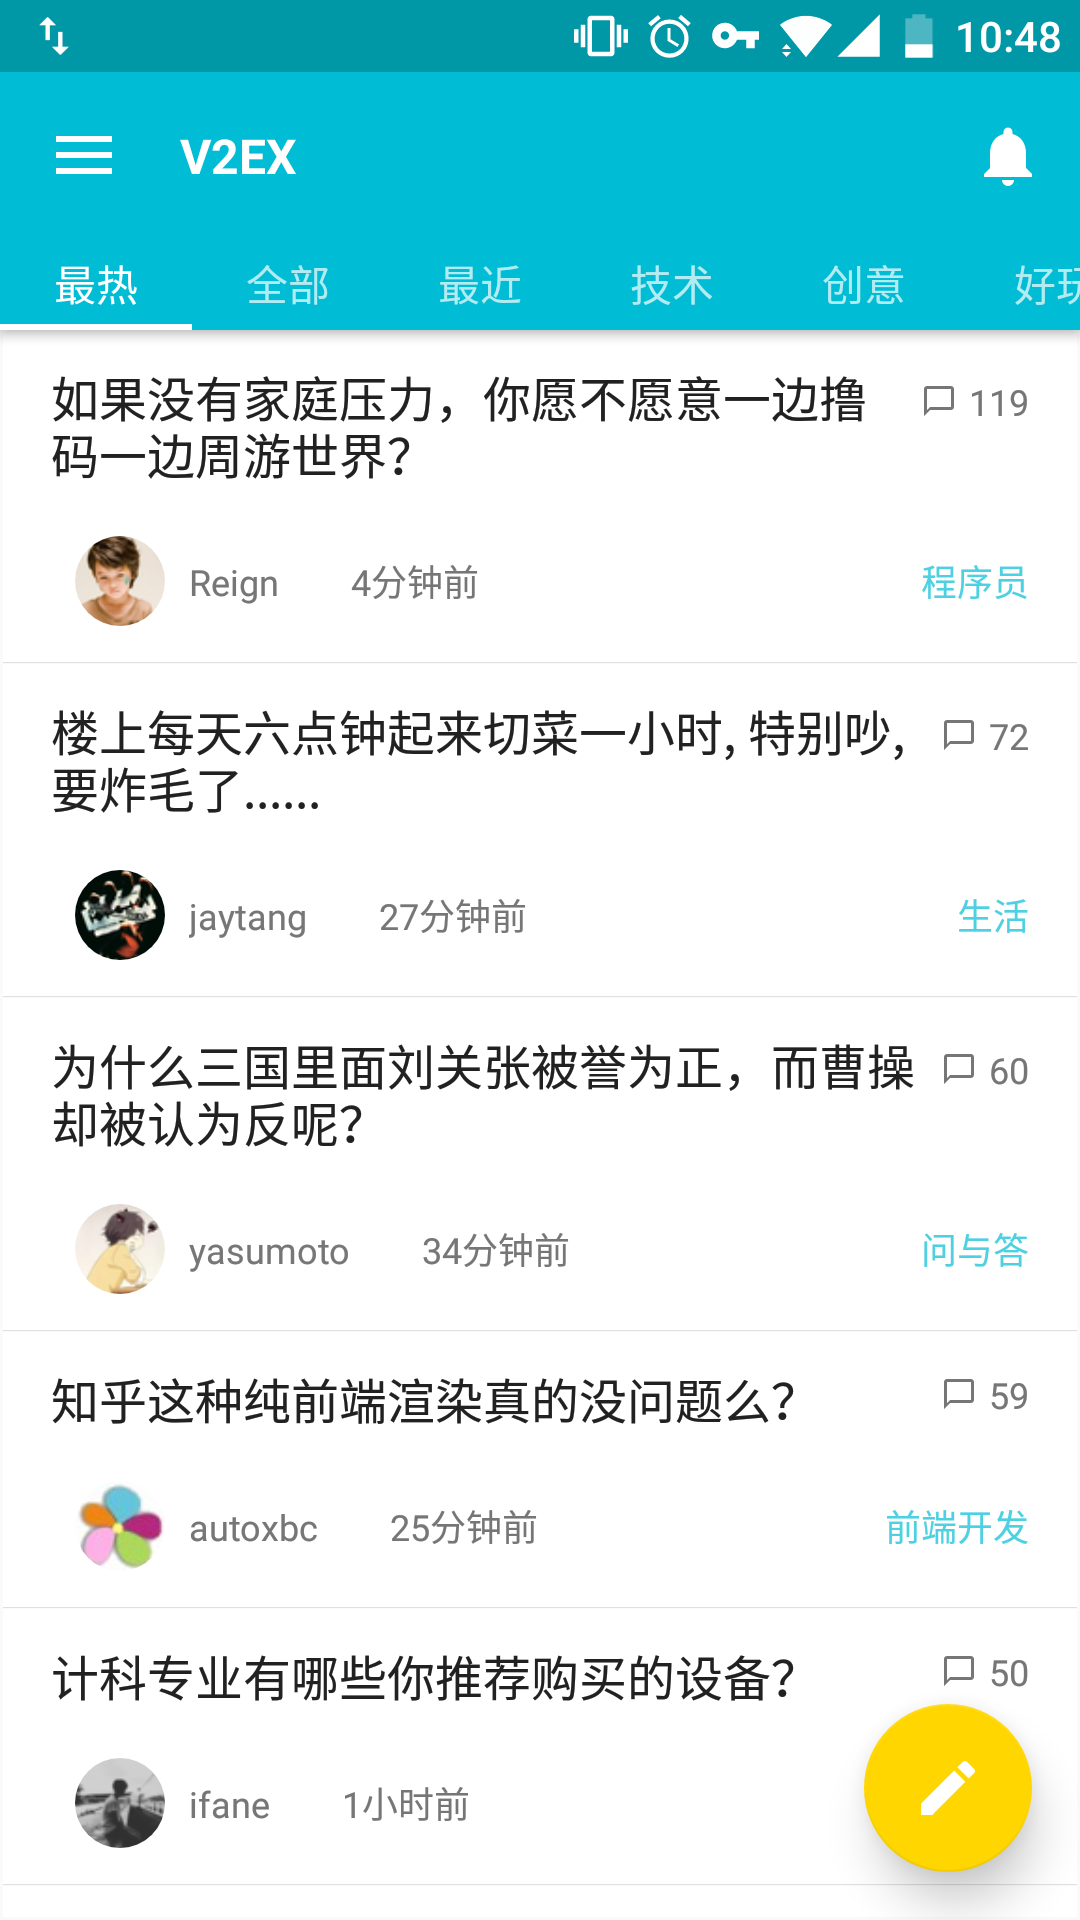 10:48
V2EX
最热 全部 最近 技术 创意 好玩
如果没有家庭压力，你愿不愿意一边撸 119
码一边周游世界？
Reign 4分钟前 程序员
楼上每天六点钟起来切菜一小时, 特别吵, 72
要炸毛了......
jaytang 27分钟前 生活
为什么三国里面刘关张被誉为正，而曹操 60
却被认为反呢？
yasumoto 34分钟前 问与答
知乎这种纯前端渲染真的没问题么？ 59
autoxbc 25分钟前 前端开发
计科专业有哪些你推荐购买的设备？ 50
ifane 1小时前